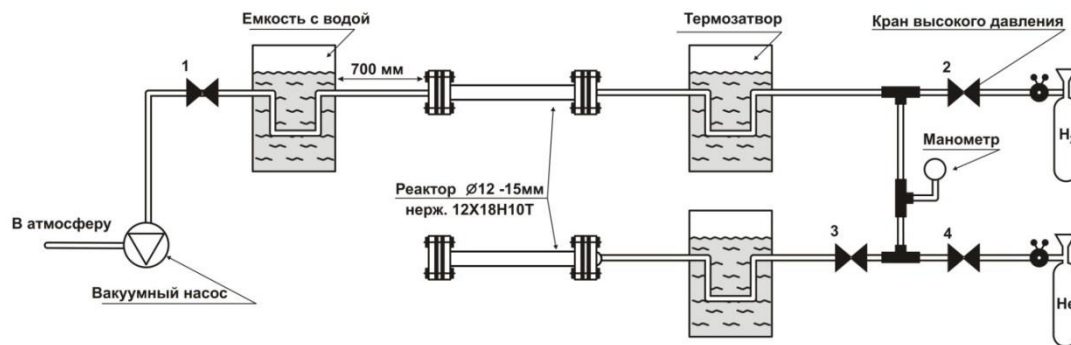 Емкость с водой
Термозатвор
Кран высокого давления
1
700 мм
2
Манометр
Реактор Ø12 -15мм
нерж. 12Х18Н10Т
В атмосферу
3
4
Вакуумный насос
He